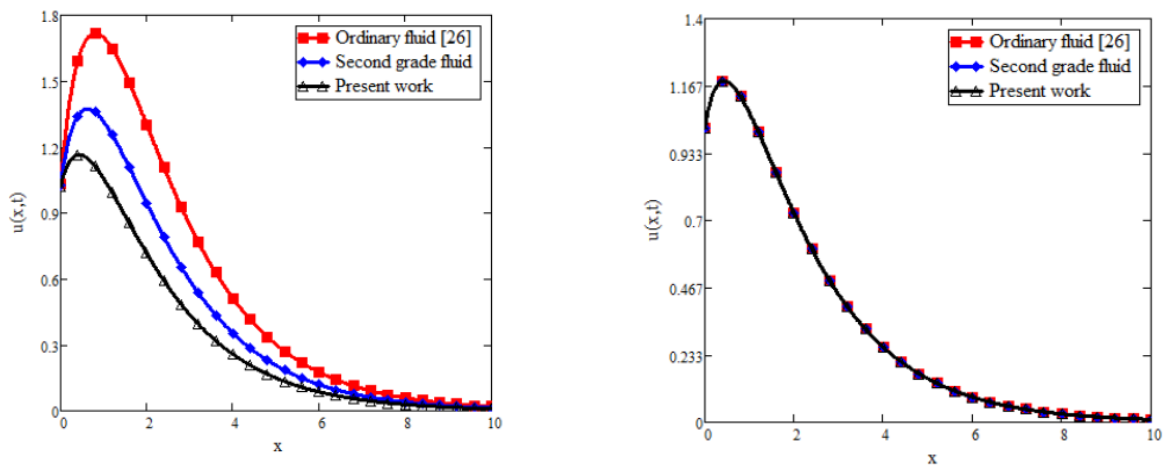 1.8
1.5
1.2
0.9
0.6
0.3
0
u(x,t)
Ordinary fluid [26]
Second grade fluid
Present work
0 2 4 6 8 10
x
1.4
1.167
0.933
0.7
0.467
0.233
0
u(x,t)
Ordinary fluid [26]
Second grade fluid
Present work
0 2 4 6 8 10
x